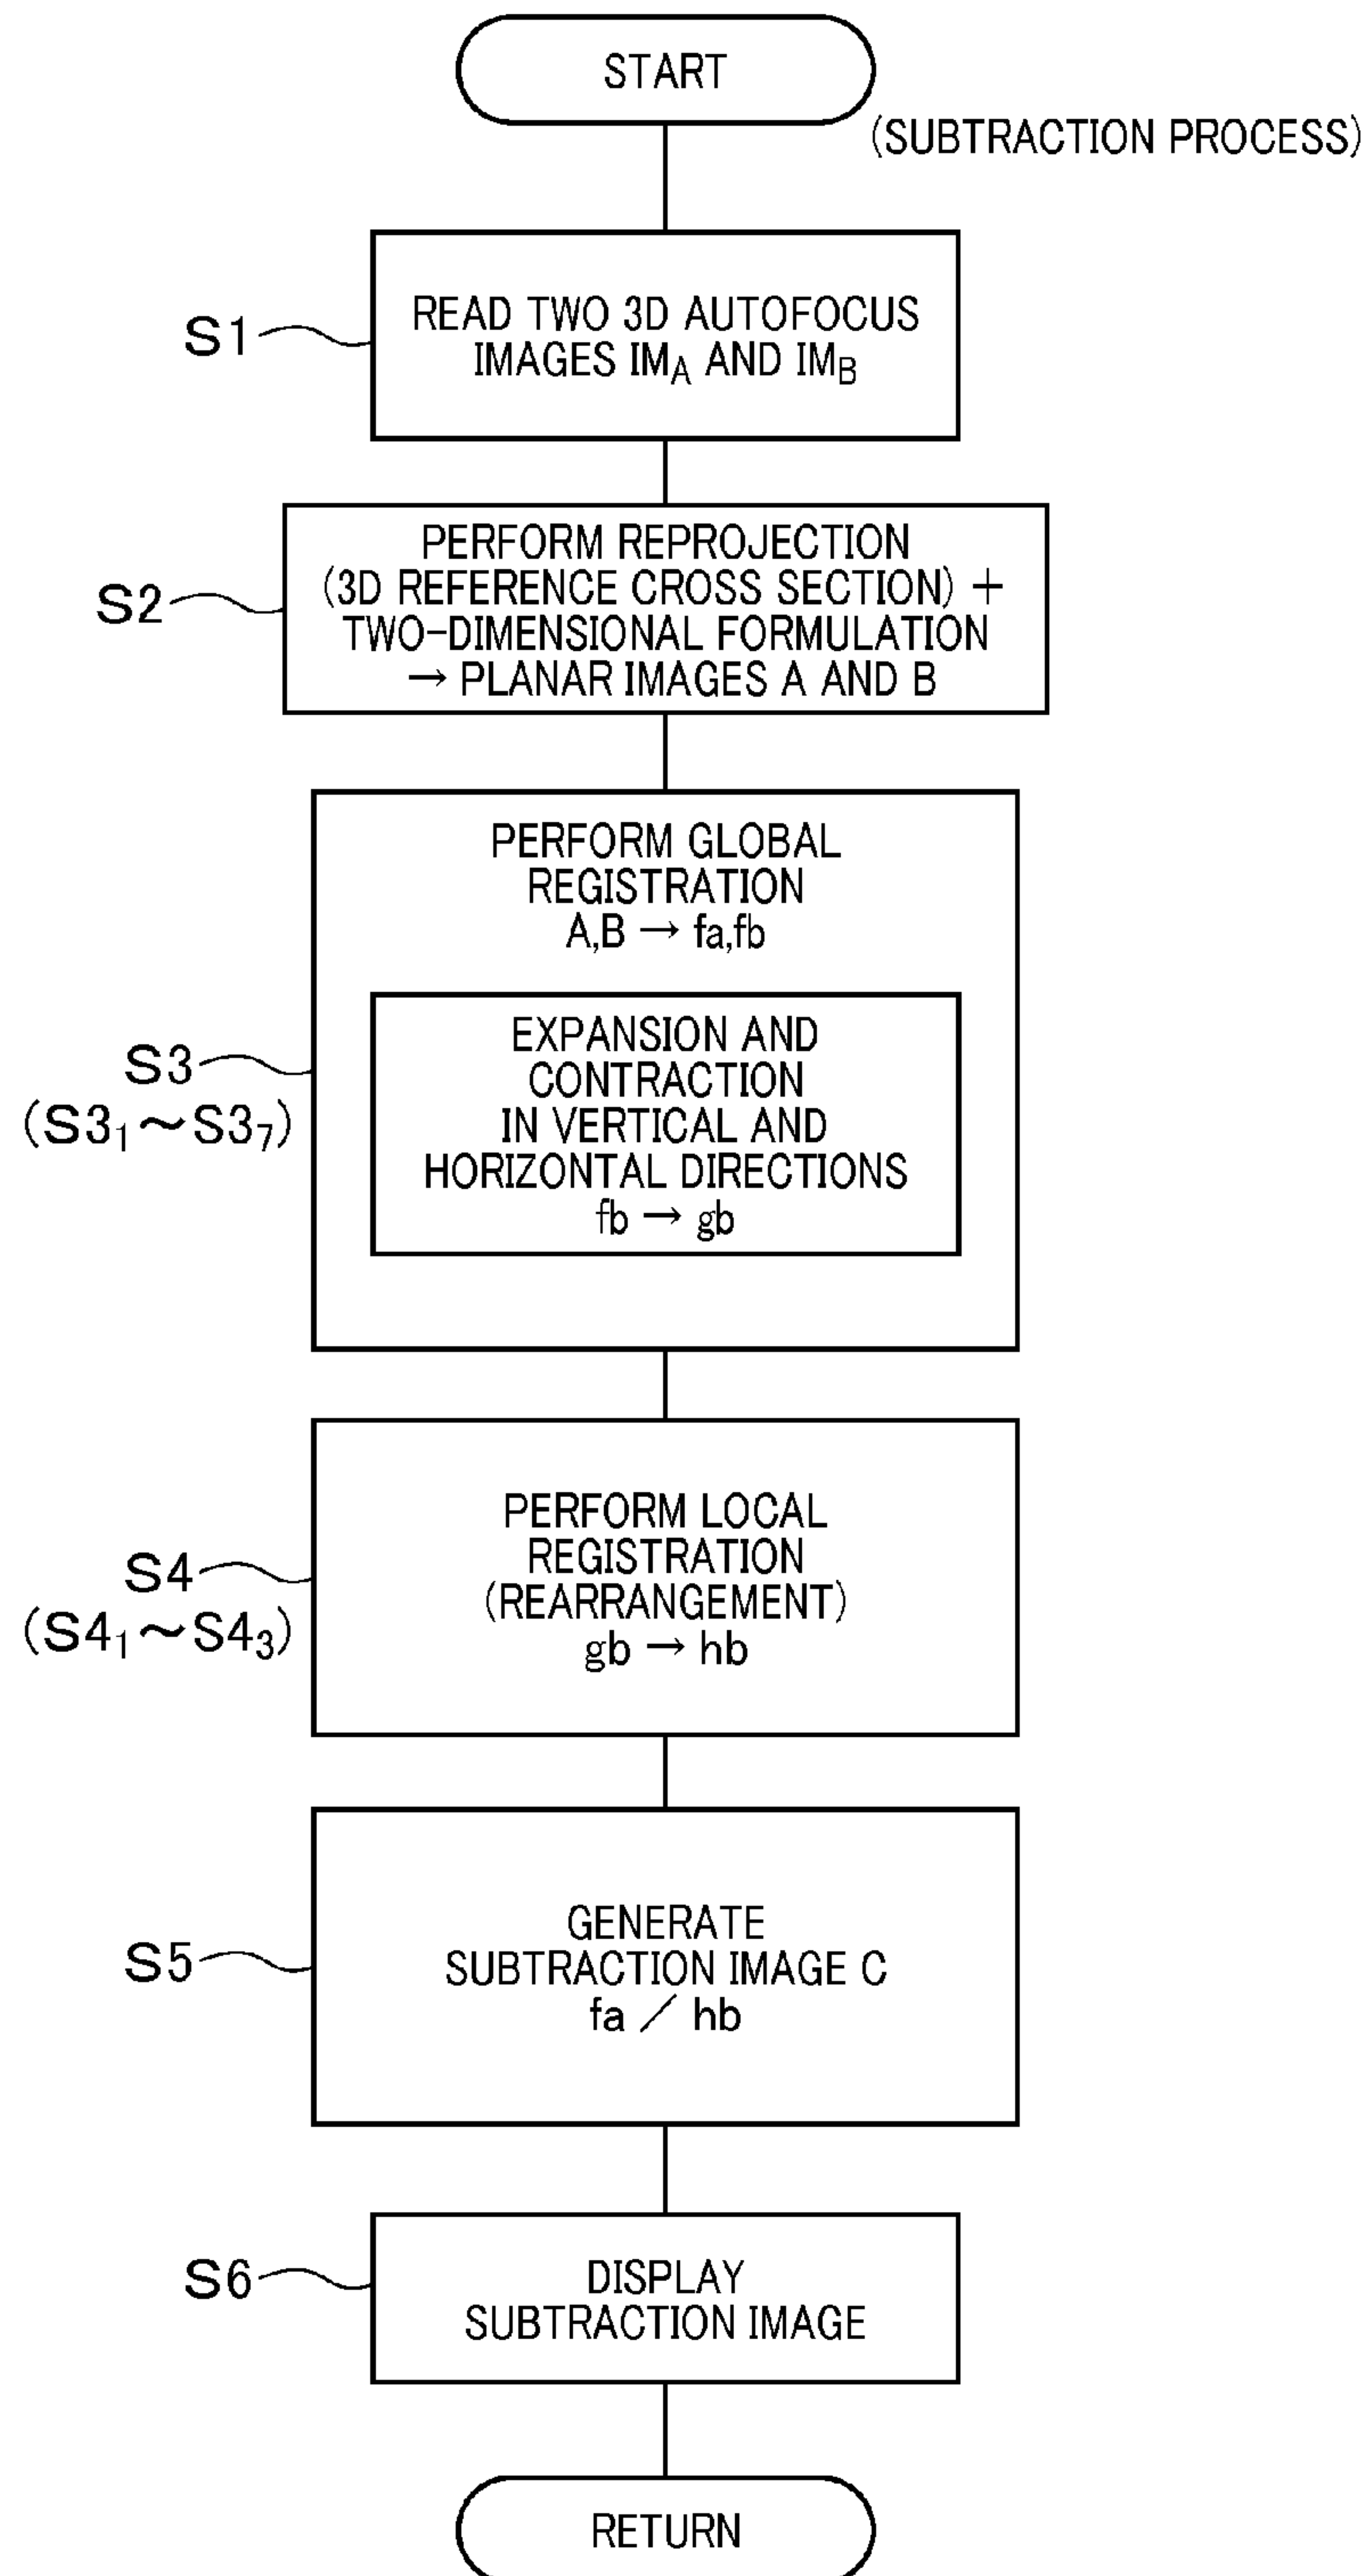 START
(SUBTRACTION PROCESS)
S1
READ TWO 3D AUTOFOCUS
IMAGES IMA AND IMB
S2
PERFORM REPROJECTION
(3D REFERENCE CROSS SECTION) +
TWO-DIMENSIONAL FORMULATION
→ PLANAR IMAGES A AND B
PERFORM GLOBAL
REGISTRATION
A,B → fa,fb
S3
(S3₁～S3₇)
EXPANSION AND
CONTRACTION
IN VERTICAL AND
HORIZONTAL DIRECTIONS
fb → gb
S4
(S4₁～S4₃)
PERFORM LOCAL
REGISTRATION
(REARRANGEMENT)
gb → hb
S5
GENERATE
SUBTRACTION IMAGE C
fa ／ hb
S6
DISPLAY
SUBTRACTION IMAGE
RETURN